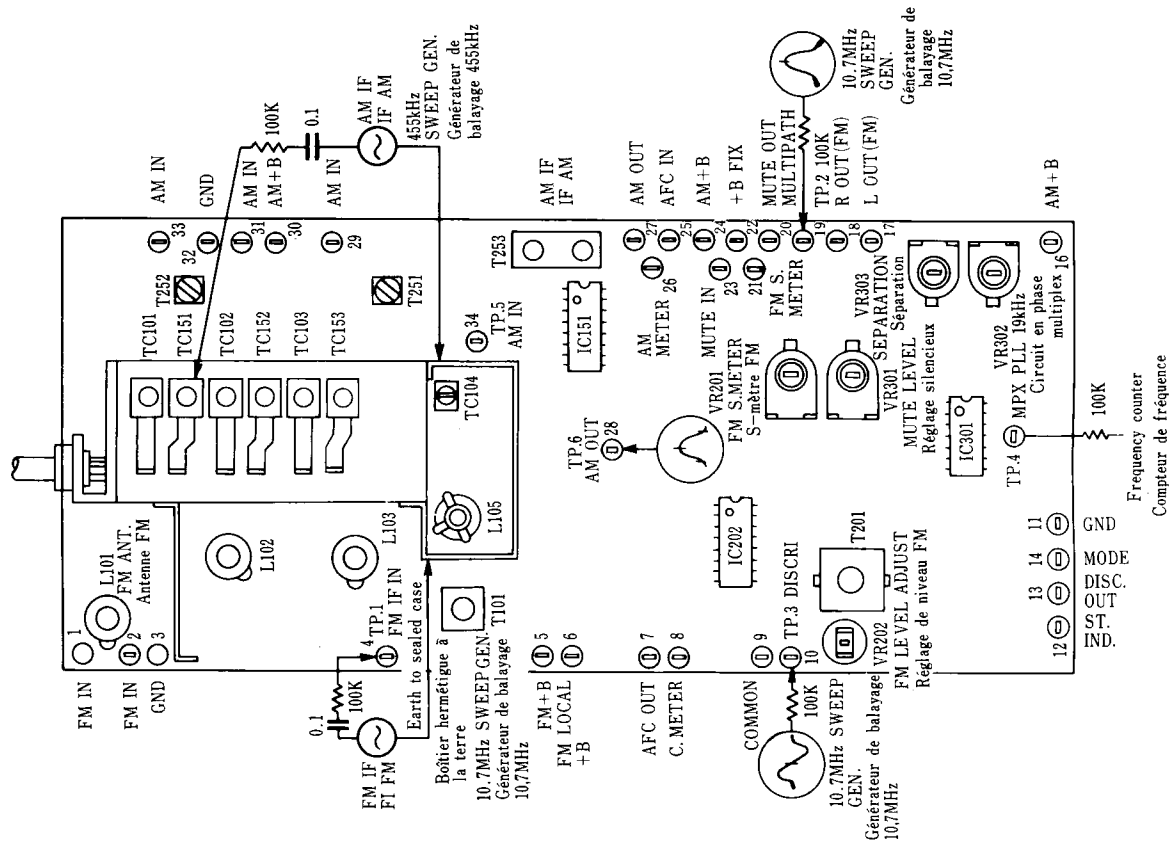 FM IN
FM IN
GND
1
2
3
L101
FM ANT.
Antenne FM
L102
L103
L105
TC104
TC101
TC151
TC102
TC152
TC103
TC153
T252
T251
33
AM IN
32
GND
31
AM IN
30
AM+B
29
AM IN
100K
0.1
AM IF
IF AM
455kHz
SWEEP GEN.
Générateur de
balayage 455kHz
0.1
100K
FM IF
FI FM
4
TP.1
FM IF IN
Earth to sealed case
Boîtier hermétique à
la terre
10.7MHz SWEEP GEN.
Générateur de balayage
10,7MHz
T101
34
TP.5
AM IN
T253
AM IF
IF AM
IC151
5
6
FM+B
FM LOCAL
+B
7
8
AFC OUT
C.METER
9
COMMON
TP.3 DISCRI
10
100K
10.7MHz SWEEP
GEN.
Générateur de balayage
10,7MHz
VR202
FM LEVEL ADJUST
Réglage de niveau FM
T201
IC202
TP.6
AM OUT
28
27
AM OUT
26
AM
METER
25
AFC IN
24
AM+B
23
MUTE IN
22
+B FIX
21
FM S.
METER
20
MUTE OUT
MULTIPATH
19
TP.2 100K
18
R OUT(FM)
17
L OUT(FM)
10.7MHz
SWEEP
GEN.
Générateur de
balayage
10,7MHz
VR201
FM S.METER
S-mètre FM
VR301
MUTE LEVEL
Réglage silencieux
VR303
SEPARATION
Séparation
VR302
MPX PLL 19kHz
Circuit en phase
multiplex
IC301
TP.4
100K
Frequency counter
Compteur de fréquence
16
AM+B
11
GND
14
MODE
13
DISC.
OUT
12
ST.
IND.